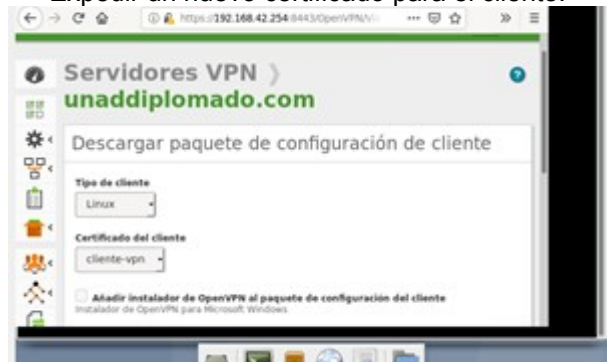 Expedir un nuevo certificado para el cliente.
https://192.168.42.254:8443/OpenVPN/Vi
Servidores VPN
unaddiplomado.com
Descargar paquete de configuración de cliente
Tipo de cliente
Linux
Certificado del cliente
cliente-vpn
Añadir instalador de OpenVPN al paquete de configuración del cliente
Instalador de OpenVPN para Microsoft Windows